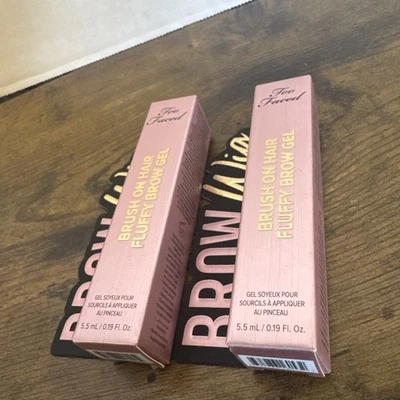 Too
Faced
BRUSH ON HAIR
FLUFFY BROW GEL
GEL SOYEUX POUR
SOURCILS À APPLIQUER
AU PINCEAU
5.5 mL / 0.19 Fl. Oz.
BROW Wig
Too
Faced
BRUSH ON HAIR
FLUFFY BROW GEL
GEL SOYEUX POUR
SOURCILS À APPLIQUER
AU PINCEAU
5.5 mL / 0.19 Fl. Oz.
BROW Wig